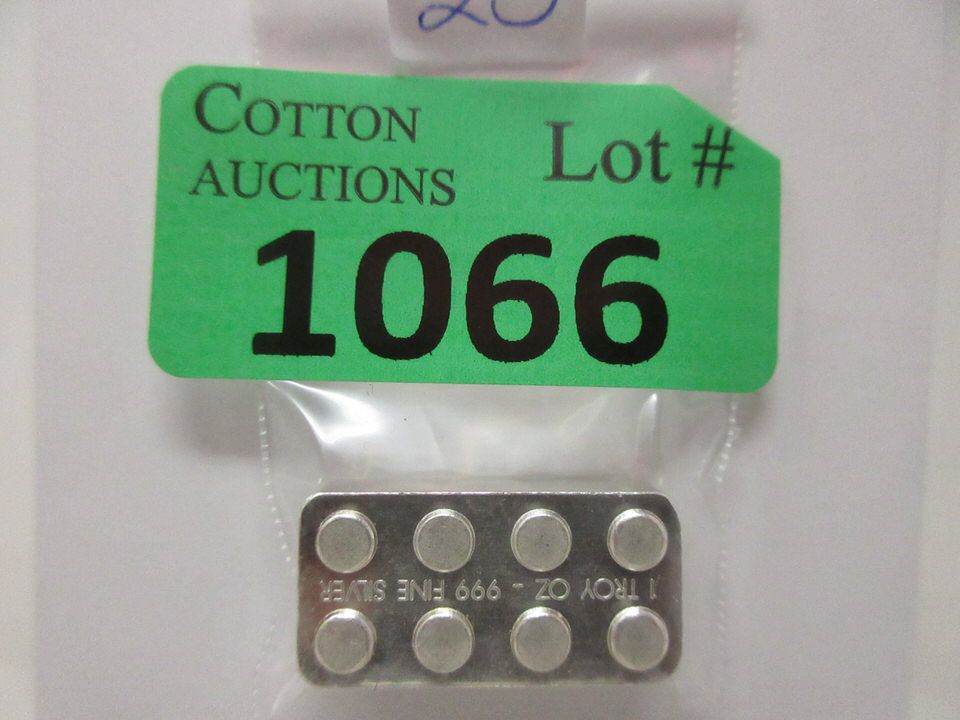 COTTON
AUCTIONS
Lot #
1066
1 TROY OZ - 999 FINE SILVER